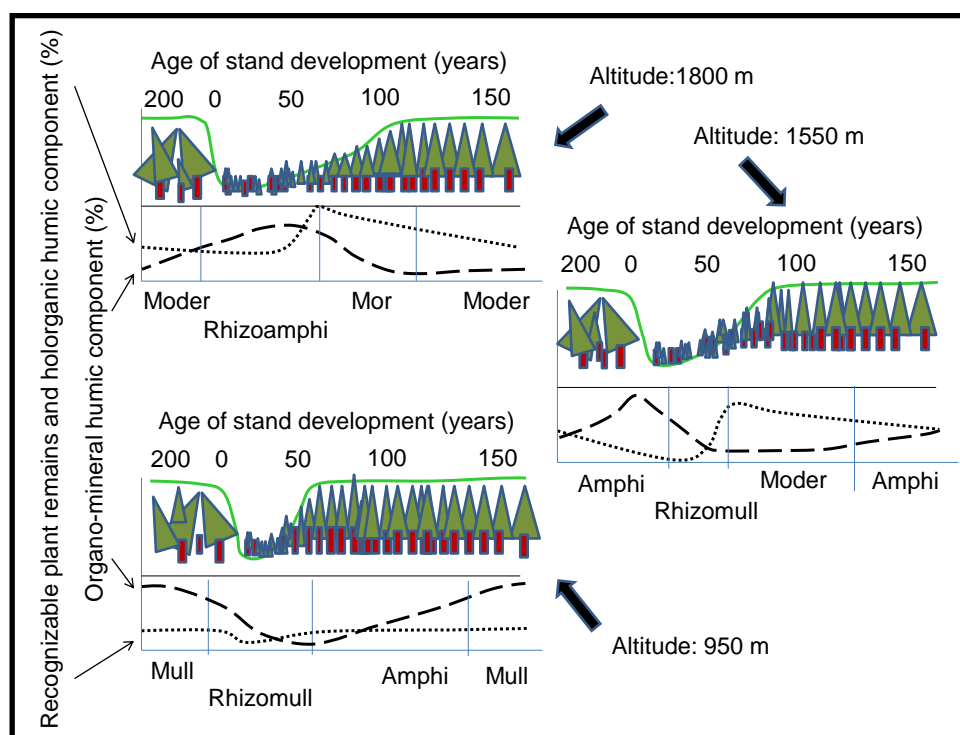 Recognizable plant remains and holorganic humic component (%)
Organo-mineral humic component (%)
Age of stand development (years)
200 0 50 100 150
Moder Mor Moder
Rhizoamphi
Altitude:1800 m
Altitude: 1550 m
Age of stand development (years)
200 0 50 100 150
Amphi Moder Amphi
Rhizomull
Age of stand development (years)
200 0 50 100 150
Mull Amphi Mull
Rhizomull
Altitude: 950 m